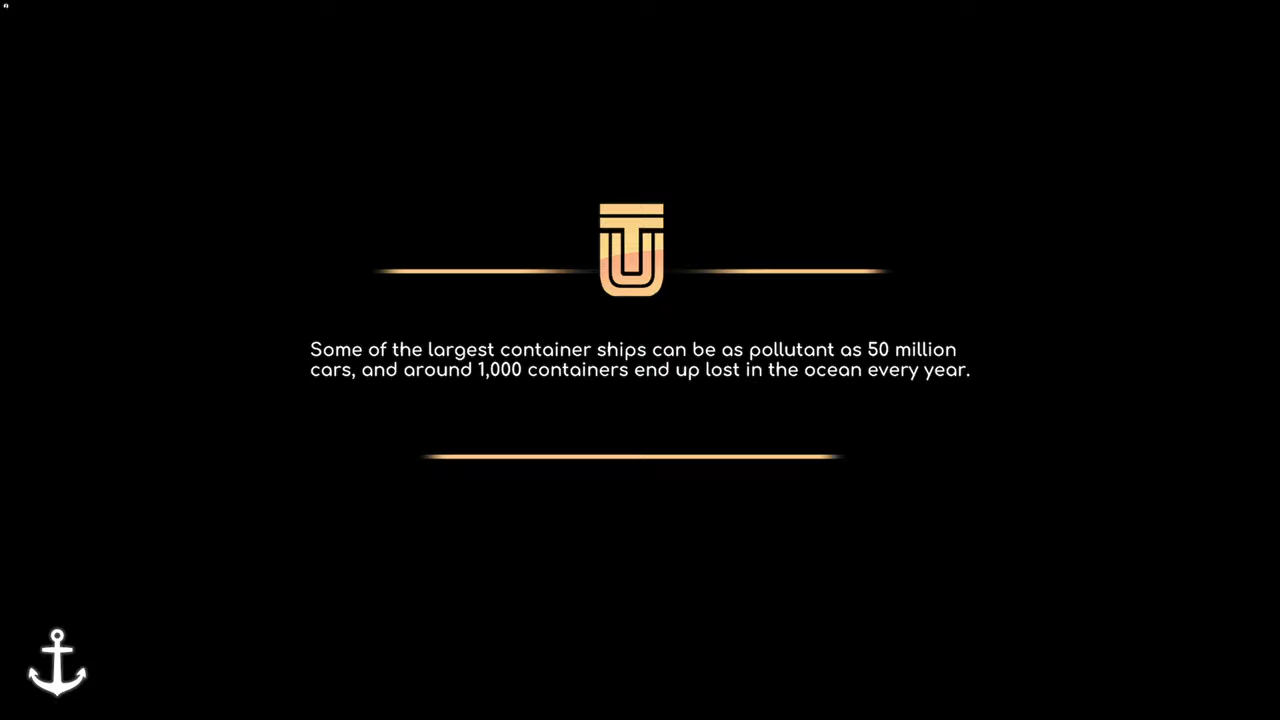 Some of the largest container ships can be as pollutant as 50 million
cars, and around 1,000 containers end up lost in the ocean every year.